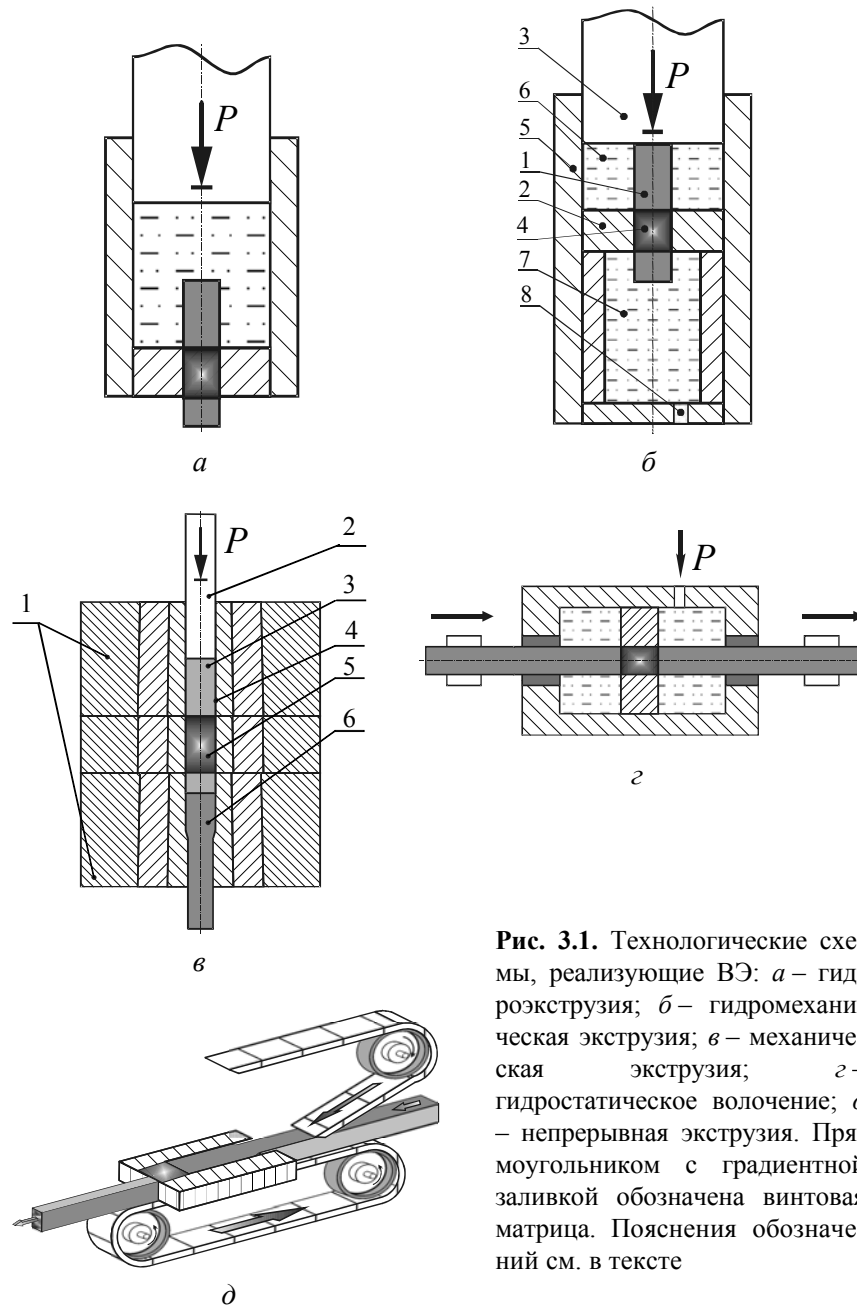 P
а
3
6
5
1
2
4
7
8
P
б
1
P
2
3
4
5
6
в
P
г
д
Рис. 3.1. Технологические схе
мы, реализующие ВЭ: а – гид
роэкструзия; б – гидромехани
ческая экструзия; в – механиче
ская экструзия; г –
гидростатическое волочение;
– непрерывная экструзия. Пря
моугольником с градиентной
заливкой обозначена винтовая
матрица. Пояснения обозначе
ний см. в тексте